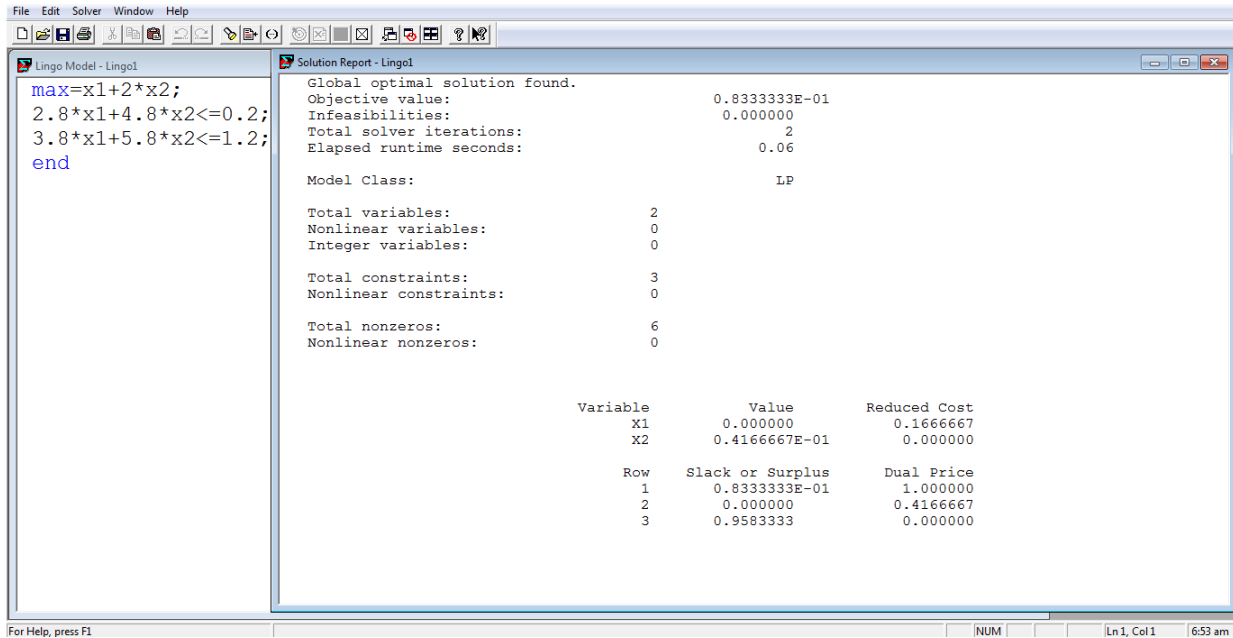 File Edit Solver Window Help
Lingo Model - Lingo1
max=x1+2*x2;
2.8*x1+4.8*x2<=0.2;
3.8*x1+5.8*x2<=1.2;
end
Solution Report - Lingo1
Global optimal solution found.
Objective value: 0.8333333E-01
Infeasibilities: 0.000000
Total solver iterations: 2
Elapsed runtime seconds: 0.06
Model Class: LP
Total variables: 2
Nonlinear variables: 0
Integer variables: 0
Total constraints: 3
Nonlinear constraints: 0
Total nonzeros: 6
Nonlinear nonzeros: 0
Variable Value Reduced Cost
X1 0.000000 0.1666667
X2 0.4166667E-01 0.000000
Row Slack or Surplus Dual Price
1 0.8333333E-01 1.000000
2 0.000000 0.4166667
3 0.9583333 0.000000
For Help, press F1 NUM Ln 1, Col 1 6:53 am